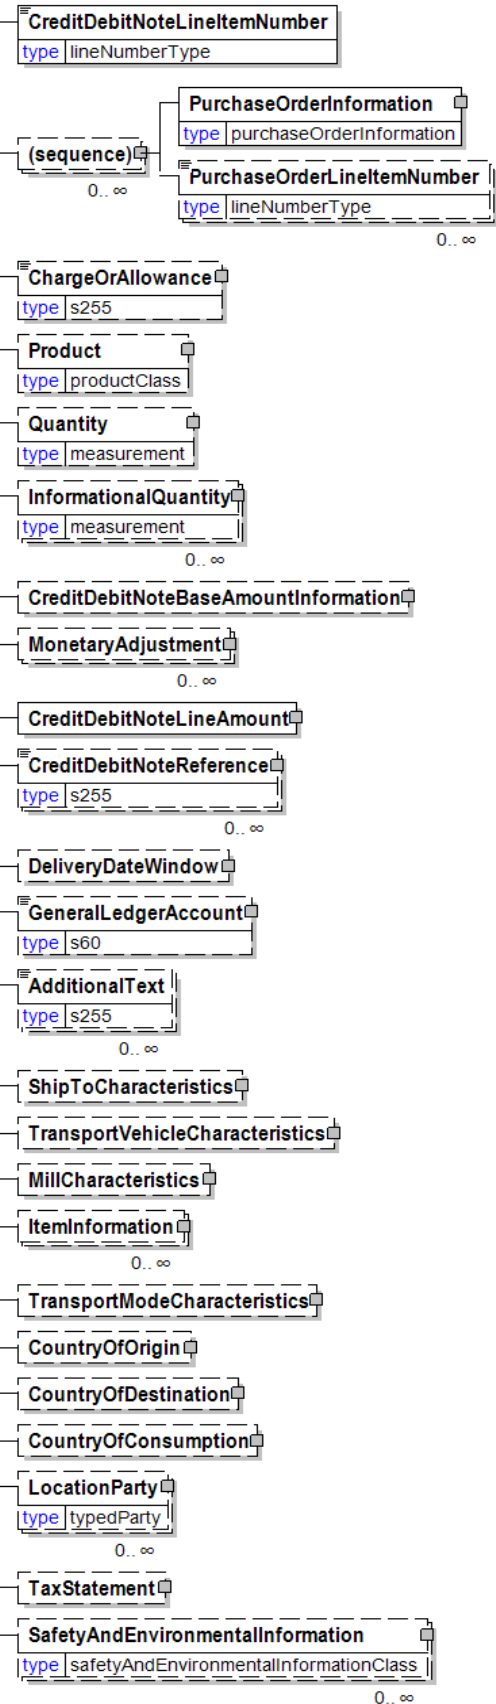 CreditDebitNoteLineItemNumber
type lineNumberType
PurchaseOrderInformation
type purchaseOrderInformation
(sequence)
0.. ∞
PurchaseOrderLineItemNumber
type lineNumberType
0.. ∞
ChargeOrAllowance
type s255
Product
type productClass
Quantity
type measurement
InformationalQuantity
type measurement
0.. ∞
CreditDebitNoteBaseAmountInformation
MonetaryAdjustment
0.. ∞
CreditDebitNoteLineAmount
CreditDebitNoteReference
type s255
0.. ∞
DeliveryDateWindow
GeneralLedgerAccount
type s60
AdditionalText
type s255
0.. ∞
ShipToCharacteristics
TransportVehicleCharacteristics
MillCharacteristics
ItemInformation
0.. ∞
TransportModeCharacteristics
CountryOfOrigin
CountryOfDestination
CountryOfConsumption
LocationParty
type typedParty
0.. ∞
TaxStatement
SafetyAndEnvironmentalInformation
type safetyAndEnvironmentalInformationClass
0.. ∞